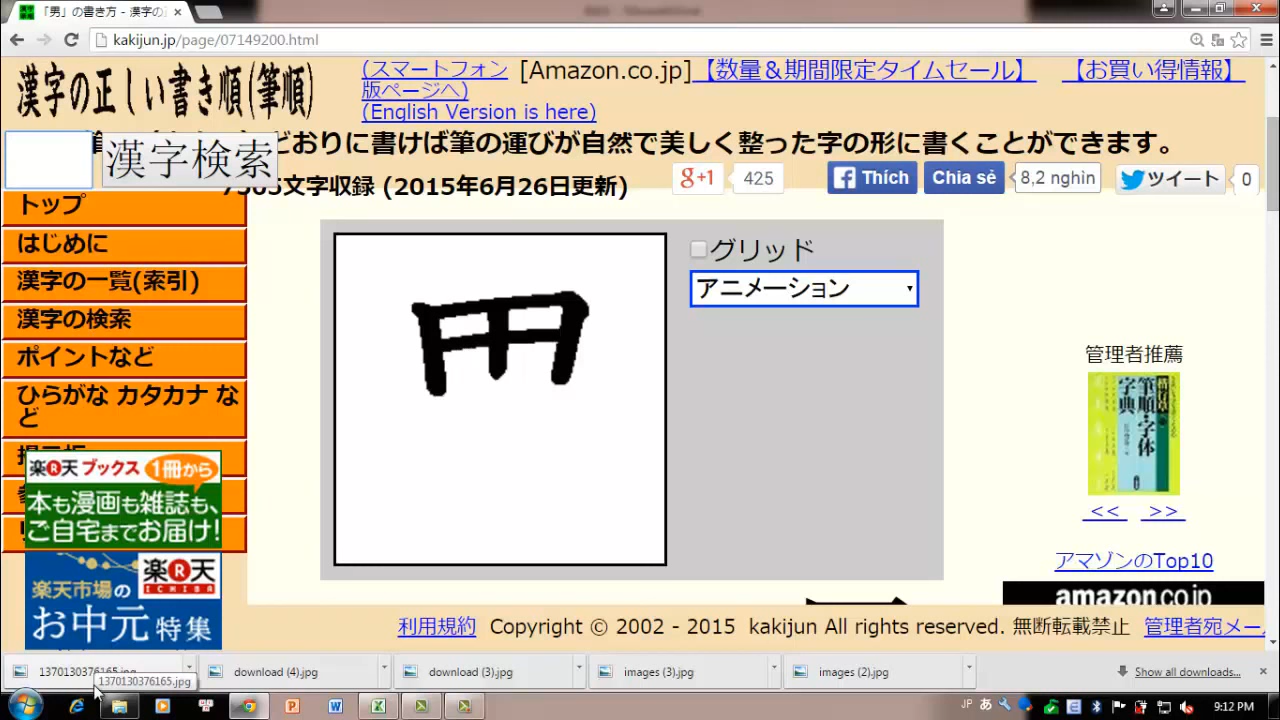 「男」の書き方 - 漢字の正
kakijun.jp/page/07149200.html
漢字の正しい書き順(筆順)
(スマートフォン版ページへ)
(English Version is here)
[Amazon.co.jp]【数量＆期間限定タイムセール】 【お買い得情報】
どおりに書けば筆の運びが自然で美しく整った字の形に書くことができます。
漢字検索
文字収録 (2015年6月26日更新)
g+1 425
Thích
Chia sẻ
8,2 nghìn
ツイート 0
トップ
はじめに
漢字の一覧(索引)
漢字の検索
ポイントなど
ひらがな カタカナ など
グリッド
アニメーション
管理者推薦
筆順・字体字典
<< >>
アマゾンのTop10
amazon.co.jp
楽天ブックス 1冊から
本も漫画も雑誌も、
ご自宅までお届け!
楽天 ICHIBA
楽天市場の
お中元特集
利用規約 Copyright © 2002 - 2015 kakijun All rights reserved. 無断転載禁止 管理者宛メー
1370130376165.jpg
download (4).jpg
download (3).jpg
images (3).jpg
images (2).jpg
Show all downloads...
1370130376165.jpg
JP あ
9:12 PM